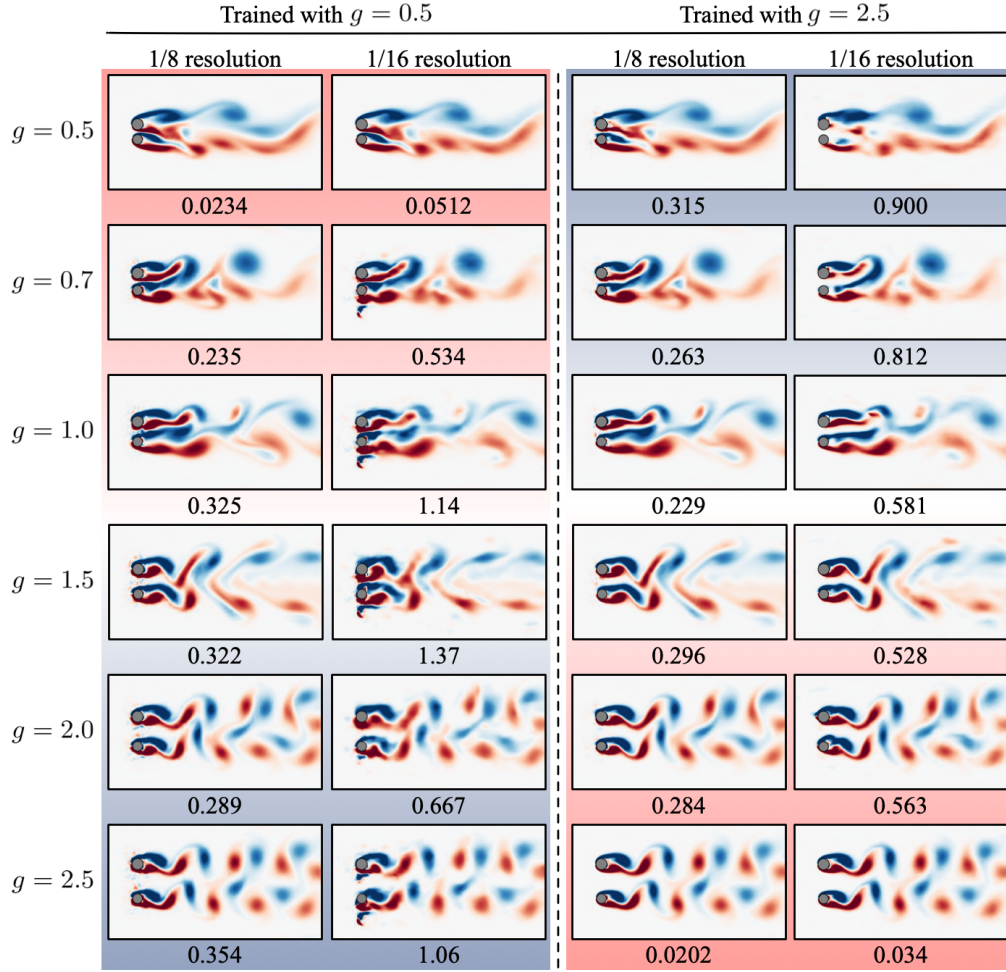 Trained with g = 0.5 Trained with g = 2.5
1/8 resolution 1/16 resolution 1/8 resolution 1/16 resolution
g = 0.5
0.0234 0.0512 0.315 0.900
g = 0.7
0.235 0.534 0.263 0.812
g = 1.0
0.325 1.14 0.229 0.581
g = 1.5
0.322 1.37 0.296 0.528
g = 2.0
0.289 0.667 0.284 0.563
g = 2.5
0.354 1.06 0.0202 0.034